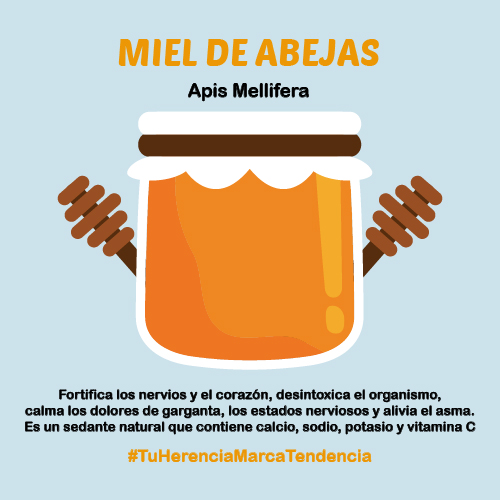 MIEL DE ABEJAS
Apis Mellifera
Fortifica los nervios y el corazón, desintoxica el organismo,
calma los dolores de garganta, los estados nerviosos y alivia el asma.
Es un sedante natural que contiene calcio, sodio, potasio y vitamina C
#TuHerenciaMarcaTendencia